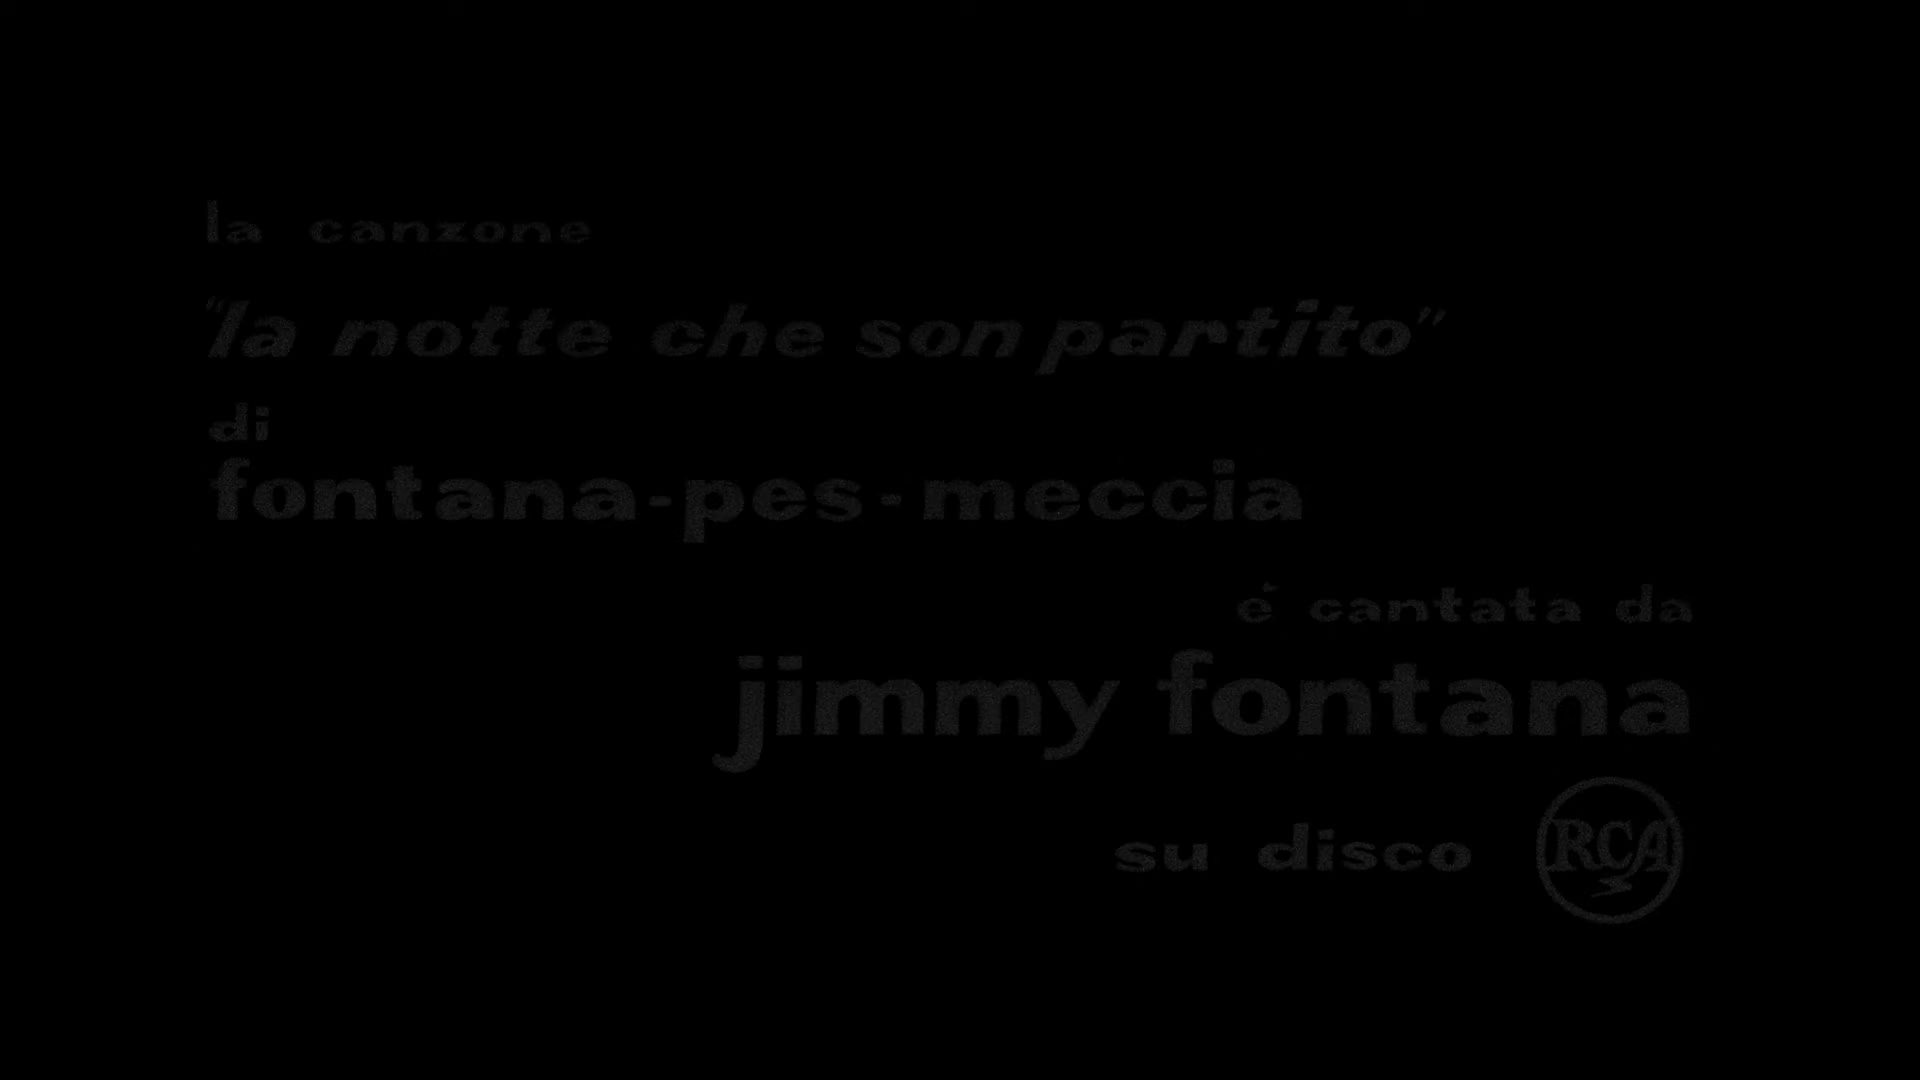 la canzone
"la notte che son partito"
di
fontana-pes-meccia
è cantata da
jimmy fontana
su disco RCA